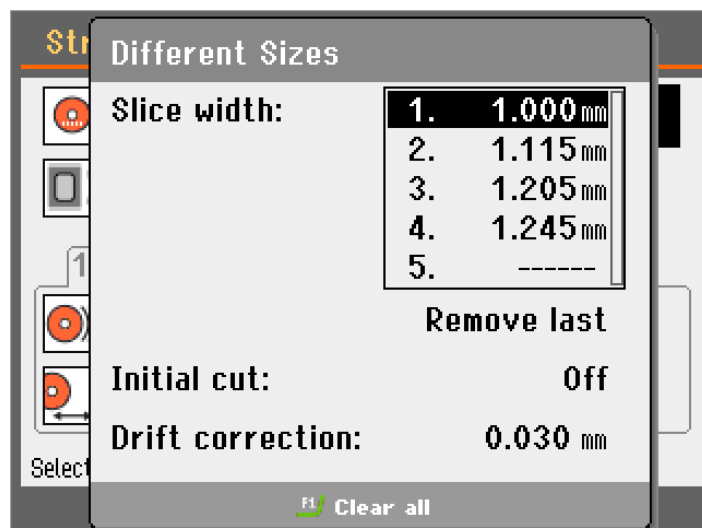 Str
Different Sizes
Slice width:
1. 1.000 mm
2. 1.115 mm
3. 1.205 mm
4. 1.245 mm
5. ------
1
Remove last
Initial cut: Off
Drift correction: 0.030 mm
Select
F1 Clear all